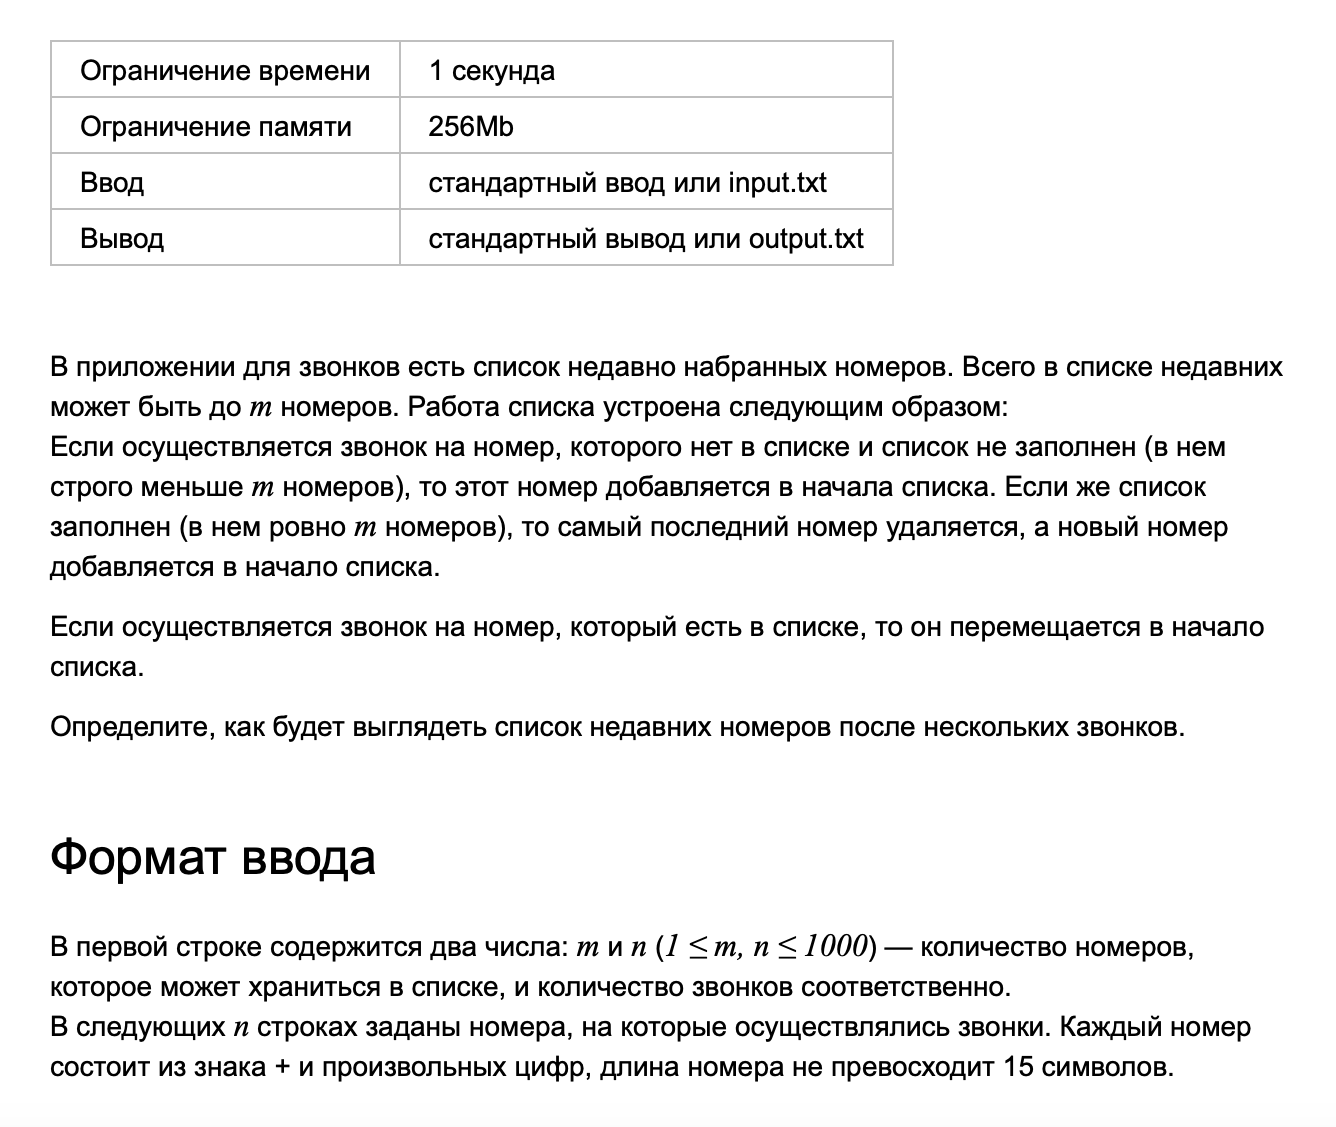 Ограничение времени 1 секунда
Ограничение памяти 256Mb
Ввод стандартный ввод или input.txt
Вывод стандартный вывод или output.txt
В приложении для звонков есть список недавно набранных номеров. Всего в списке недавних
может быть до m номеров. Работа списка устроена следующим образом:
Если осуществляется звонок на номер, которого нет в списке и список не заполнен (в нем
строго меньше m номеров), то этот номер добавляется в начала списка. Если же список
заполнен (в нем ровно m номеров), то самый последний номер удаляется, а новый номер
добавляется в начало списка.
Если осуществляется звонок на номер, который есть в списке, то он перемещается в начало
списка.
Определите, как будет выглядеть список недавних номеров после нескольких звонков.
Формат ввода
В первой строке содержится два числа: m и n (1 ≤ m, n ≤ 1000) — количество номеров,
которое может храниться в списке, и количество звонков соответственно.
В следующих n строках заданы номера, на которые осуществлялись звонки. Каждый номер
состоит из знака + и произвольных цифр, длина номера не превосходит 15 символов.